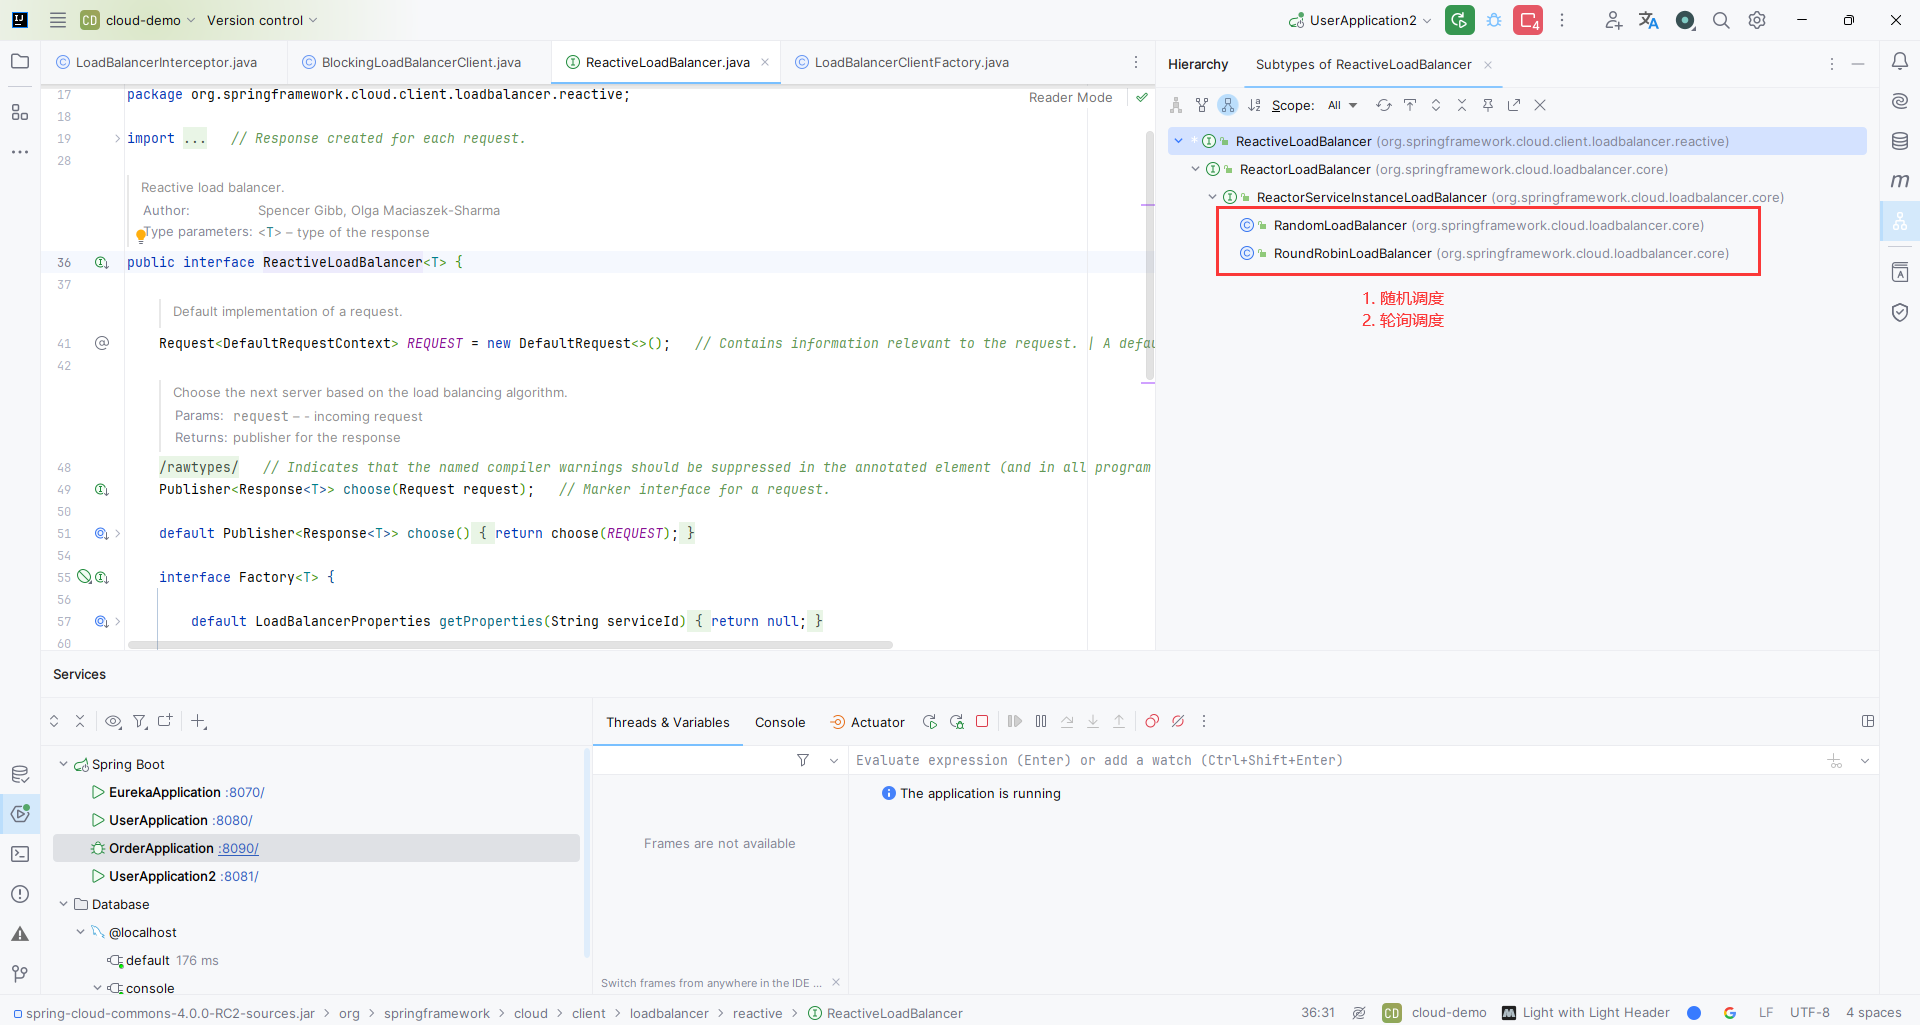 CD cloud-demo Version control UserApplication2 4
LoadBalancerInterceptor.java BlockingLoadBalancerClient.java ReactiveLoadBalancer.java LoadBalancerClientFactory.java
Hierarchy Subtypes of ReactiveLoadBalancer
Scope: All
Reader Mode
17 package org.springframework.cloud.client.loadbalancer.reactive;
18
19 import ... // Response created for each request.
28
Reactive load balancer.
Author: Spencer Gibb, Olga Maciaszek-Sharma
Type parameters: <T> – type of the response
36 public interface ReactiveLoadBalancer<T> {
37
Default implementation of a request.
41 Request<DefaultRequestContext> REQUEST = new DefaultRequest<>(); // Contains information relevant to the request. | A defau
42
Choose the next server based on the load balancing algorithm.
Params: request – - incoming request
Returns: publisher for the response
48 /rawtypes/ // Indicates that the named compiler warnings should be suppressed in the annotated element (and in all program
49 Publisher<Response<T>> choose(Request request); // Marker interface for a request.
50
51 default Publisher<Response<T>> choose() { return choose(REQUEST); }
54
55 interface Factory<T> {
56
57 default LoadBalancerProperties getProperties(String serviceId) { return null; }
60
ReactiveLoadBalancer (org.springframework.cloud.client.loadbalancer.reactive)
ReactorLoadBalancer (org.springframework.cloud.loadbalancer.core)
ReactorServiceInstanceLoadBalancer (org.springframework.cloud.loadbalancer.core)
RandomLoadBalancer (org.springframework.cloud.loadbalancer.core)
RoundRobinLoadBalancer (org.springframework.cloud.loadbalancer.core)
1. 随机调度
2. 轮询调度
Services
Threads & Variables Console Actuator
Spring Boot
EurekaApplication :8070/
UserApplication :8080/
OrderApplication :8090/
UserApplication2 :8081/
Database
@localhost
default 176 ms
console
Evaluate expression (Enter) or add a watch (Ctrl+Shift+Enter)
The application is running
Frames are not available
Switch frames from anywhere in the IDE ...
spring-cloud-commons-4.0.0-RC2-sources.jar > org > springframework > cloud > client > loadbalancer > reactive > ReactiveLoadBalancer
36:31 CD cloud-demo Light with Light Header LF UTF-8 4 spaces